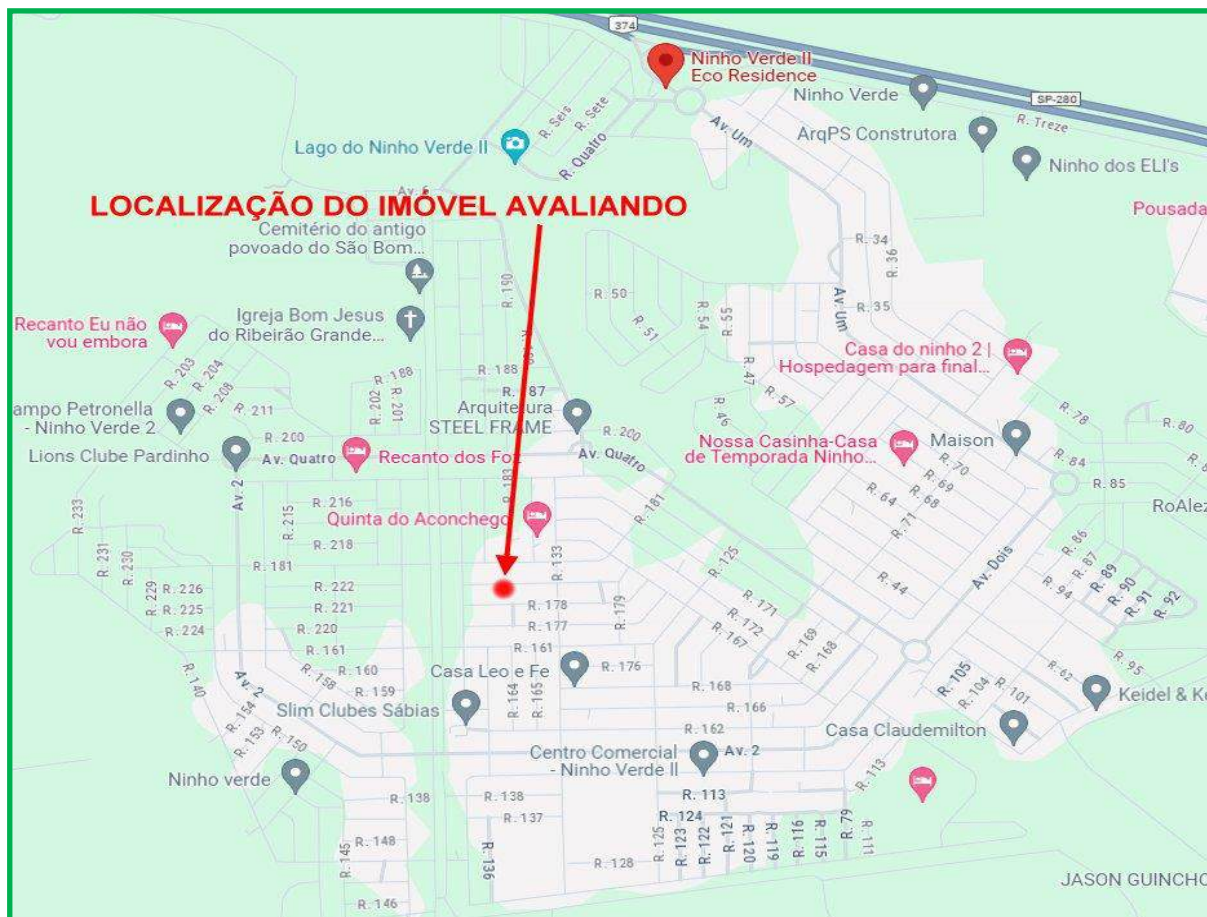 374
Ninho Verde II
Eco Residence
Ninho Verde
SP-280
R. Treze
ArqPS Construtora
Ninho dos ELI's
R. Seis
R. Sete
Av. Um
Lago do Ninho Verde II
R. Quatro
Av. 6
LOCALIZAÇÃO DO IMÓVEL AVALIANDO
Pousada
Cemitério do antigo
povoado do São Bom...
R. 34
R. 36
R. 190
R. 50
Av. Um
R. 35
Igreja Bom Jesus
do Ribeirão Grande...
R. 51
R. 54
R. 55
Recanto Eu não
vou embora
Casa do ninho 2 |
Hospedagem para final...
R. 203
R. 204
R. 208
R. 188
R. 188
R. 47
R. 57
R. 202
R. 201
R. 211
R. 46
R. 78
R. 80
ampo Petronella
- Ninho Verde 2
Arquitetura
STEEL FRAME
R. 200
R. 200
Nossa Casinha-Casa
de Temporada Ninho...
Maison
Lions Clube Pardinho
Av. Quatro
Recanto dos Foz
Av. Quatro
R. 70
R. 69
R. 68
R. 84
R. 85
Av. 2
R. 183
R. 181
R. 64
R. 71
RoAlez
R. 216
R. 215
R. 233
Quinta do Aconchego
R. 218
R. 133
R. 125
R. 86
R. 87
R. 89
R. 90
R. 91
R. 92
R. 94
R. 231
R. 230
R. 181
R. 44
Av. Dois
R. 229
R. 226
R. 225
R. 224
R. 222
R. 221
R. 220
R. 178
R. 177
R. 179
R. 171
R. 172
R. 167
R. 169
R. 168
R. 161
R. 161
R. 176
R. 140
R. 160
R. 158
R. 159
Casa Leo e Fe
R. 164
R. 165
R. 168
R. 166
R. 105
R. 104
R. 101
R. 62
R. 95
Av. 2
R. 154
R. 153
R. 150
Slim Clubes Sábias
R. 162
Keidel & Ke
Casa Claudemilton
Centro Comercial
- Ninho Verde II
Av. 2
R. 113
Ninho verde
R. 138
R. 138
R. 137
R. 113
R. 124
R. 148
R. 145
R. 136
R. 125
R. 123
R. 122
R. 121
R. 120
R. 119
R. 116
R. 115
R. 79
R. 111
R. 128
R. 146
JASON GUINCHO